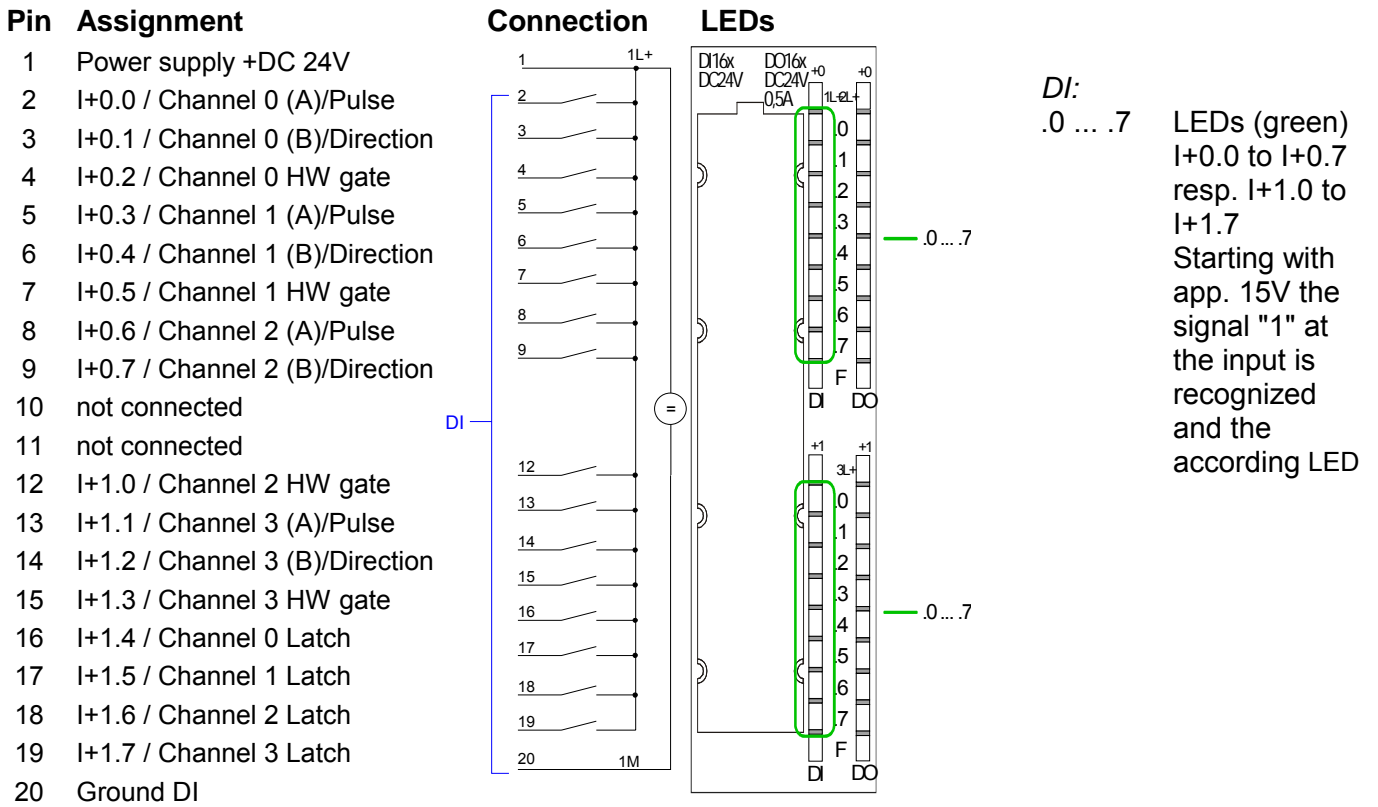 Pin Assignment Connection LEDs
1 Power supply +DC 24V
2 I+0.0 / Channel 0 (A)/Pulse
3 I+0.1 / Channel 0 (B)/Direction
4 I+0.2 / Channel 0 HW gate
5 I+0.3 / Channel 1 (A)/Pulse
6 I+0.4 / Channel 1 (B)/Direction
7 I+0.5 / Channel 1 HW gate
8 I+0.6 / Channel 2 (A)/Pulse
9 I+0.7 / Channel 2 (B)/Direction
10 not connected
11 not connected
12 I+1.0 / Channel 2 HW gate
13 I+1.1 / Channel 3 (A)/Pulse
14 I+1.2 / Channel 3 (B)/Direction
15 I+1.3 / Channel 3 HW gate
16 I+1.4 / Channel 0 Latch
17 I+1.5 / Channel 1 Latch
18 I+1.6 / Channel 2 Latch
19 I+1.7 / Channel 3 Latch
20 Ground DI
1 1L+
2
3
4
5
6
7
8
9
DI
=
12
13
14
15
16
17
18
19
20 1M
DI16x DO16x
DC24V DC24V
0,5A
+0 +0
1L+2L+
.0
.1
.2
.3
.4
.5
.6
.7
F
DI DO
.0 ... .7
+1 +1
3L+
.0
.1
.2
.3
.4
.5
.6
.7
F
DI DO
.0 ... .7
DI:
.0 ... .7 LEDs (green)
I+0.0 to I+0.7
resp. I+1.0 to
I+1.7
Starting with
app. 15V the
signal "1" at
the input is
recognized
and the
according LED